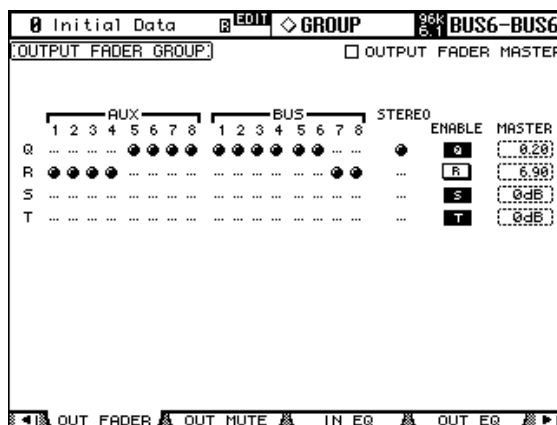 0 Initial Data R EDIT ◇GROUP 96k 6.1 BUS6-BUS6
OUTPUT FADER GROUP OUTPUT FADER MASTER
AUX BUS STEREO
1 2 3 4 5 6 7 8 1 2 3 4 5 6 7 8 ENABLE MASTER
Q Q 0.20
R R 6.90
S S 0dB
T T 0dB
OUT FADER OUT MUTE IN EQ OUT EQ